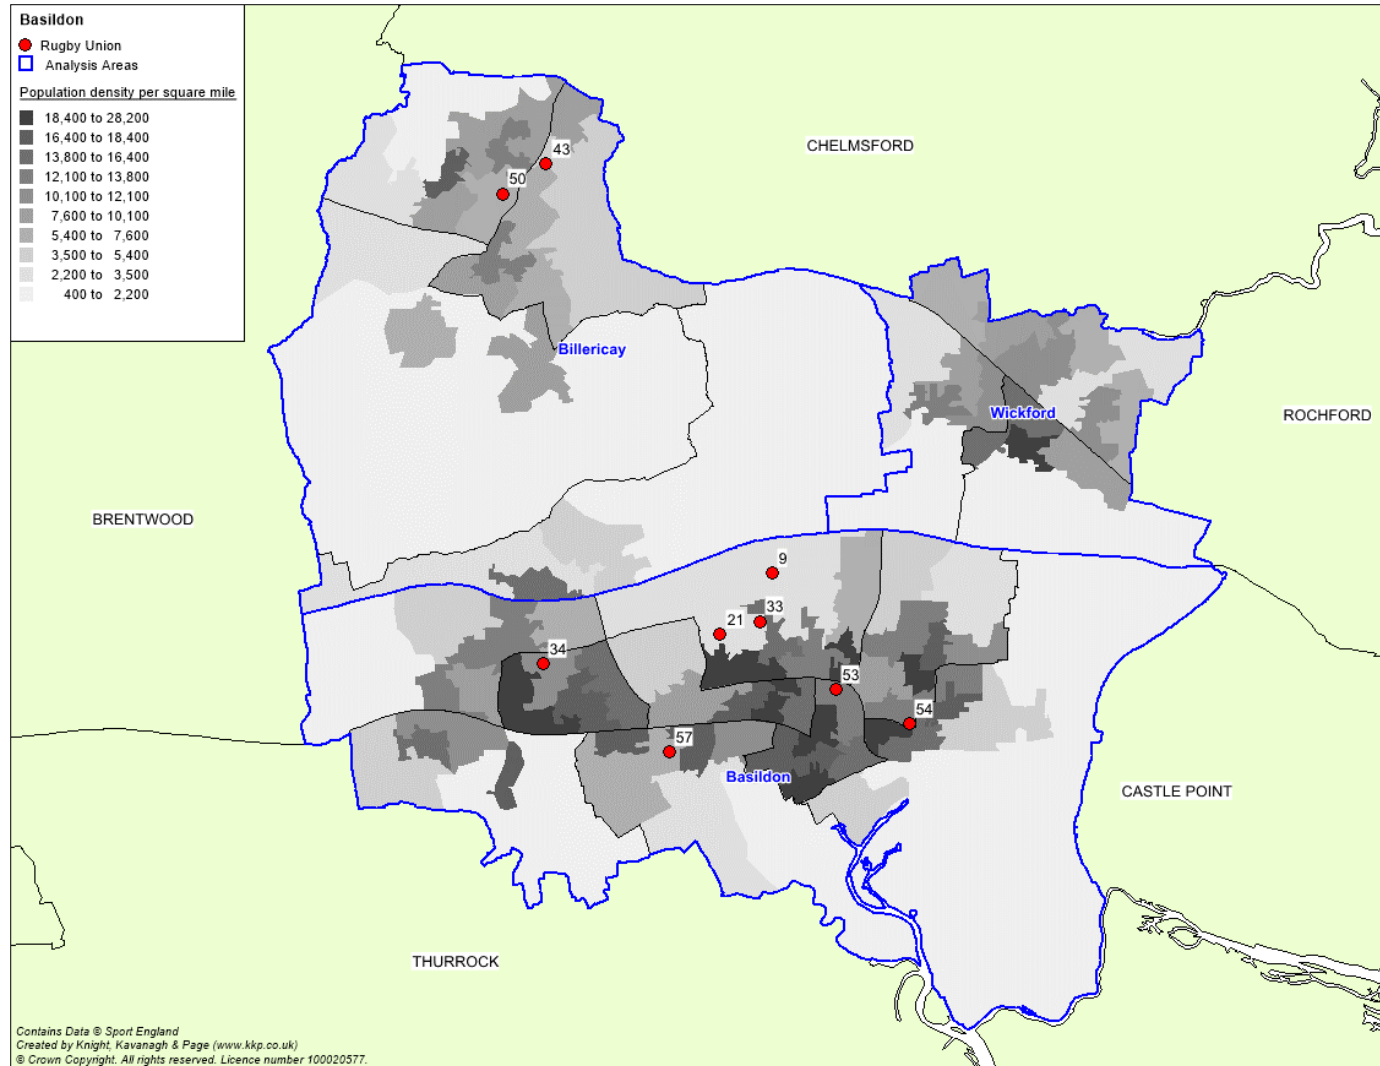 Basildon
Rugby Union
Analysis Areas
Population density per square mile
18,400 to 28,200
16,400 to 18,400
13,800 to 16,400
12,100 to 13,800
10,100 to 12,100
7,600 to 10,100
5,400 to 7,600
3,500 to 5,400
2,200 to 3,500
400 to 2,200
CHELMSFORD
43
50
Billericay
Wickford
ROCHFORD
BRENTWOOD
9
33
21
34
53
54
57
Basildon
CASTLE POINT
THURROCK
Contains Data © Sport England
Created by Knight, Kavanagh & Page (www.kkp.co.uk)
© Crown Copyright. All rights reserved. Licence number 100020577.